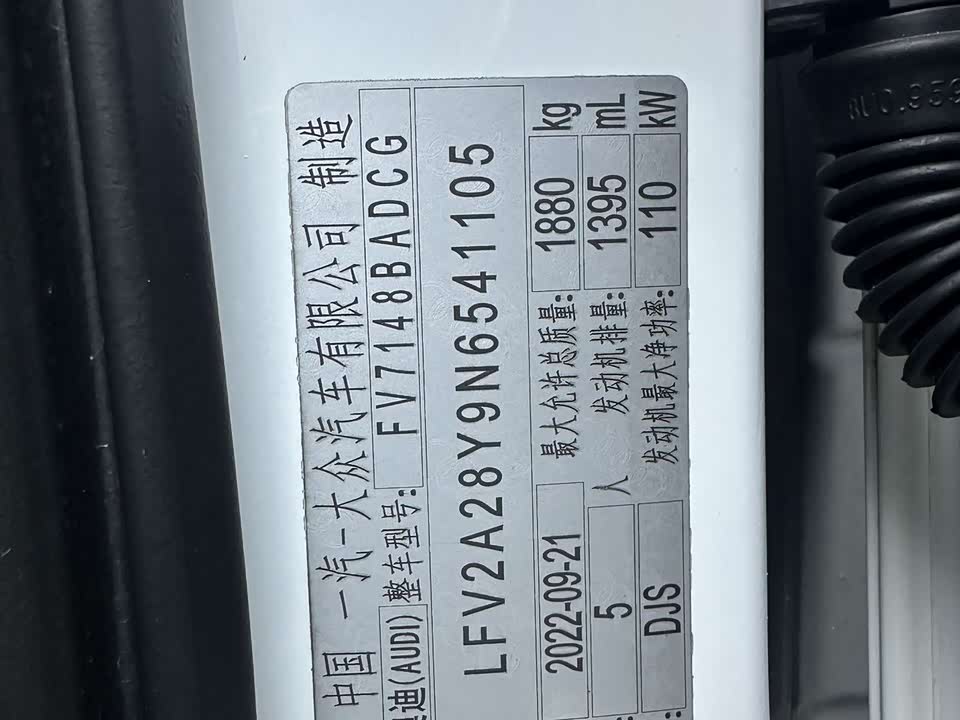 中国 一汽-大众汽车有限公司 制造
迪(AUDI) 整车型号: FV7148BADCG
LFV2A28Y9N6541105
2022-09-21 最大允许总质量: 1880 kg
5 人 发动机排量: 1395 mL
DJS 发动机最大净功率: 110 kW